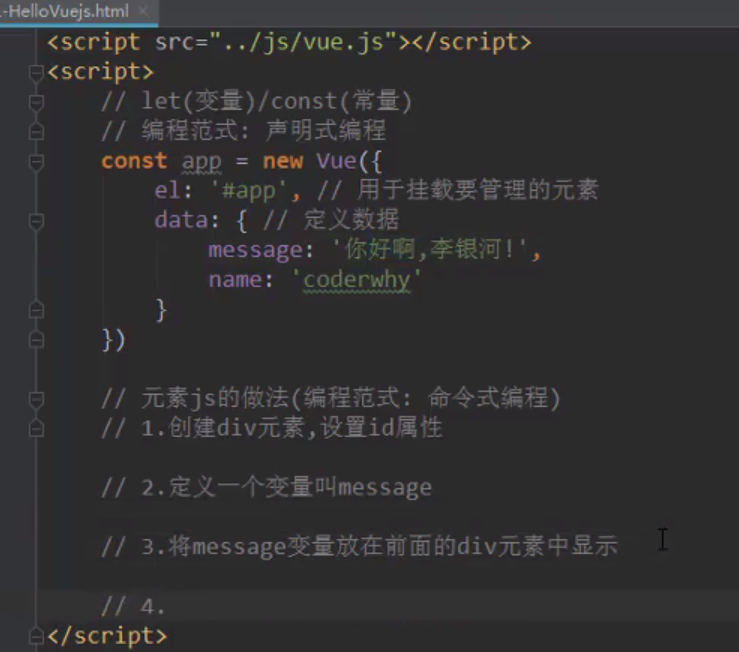 -HelloVuejs.html
<script src="../js/vue.js"></script>
<script>
// let(变量)/const(常量)
// 编程范式: 声明式编程
const app = new Vue({
el: '#app', // 用于挂载要管理的元素
data: { // 定义数据
message: '你好啊,李银河!',
name: 'coderwhy'
}
})
// 元素js的做法(编程范式: 命令式编程)
// 1.创建div元素,设置id属性
// 2.定义一个变量叫message
// 3.将message变量放在前面的div元素中显示
// 4.
</script>